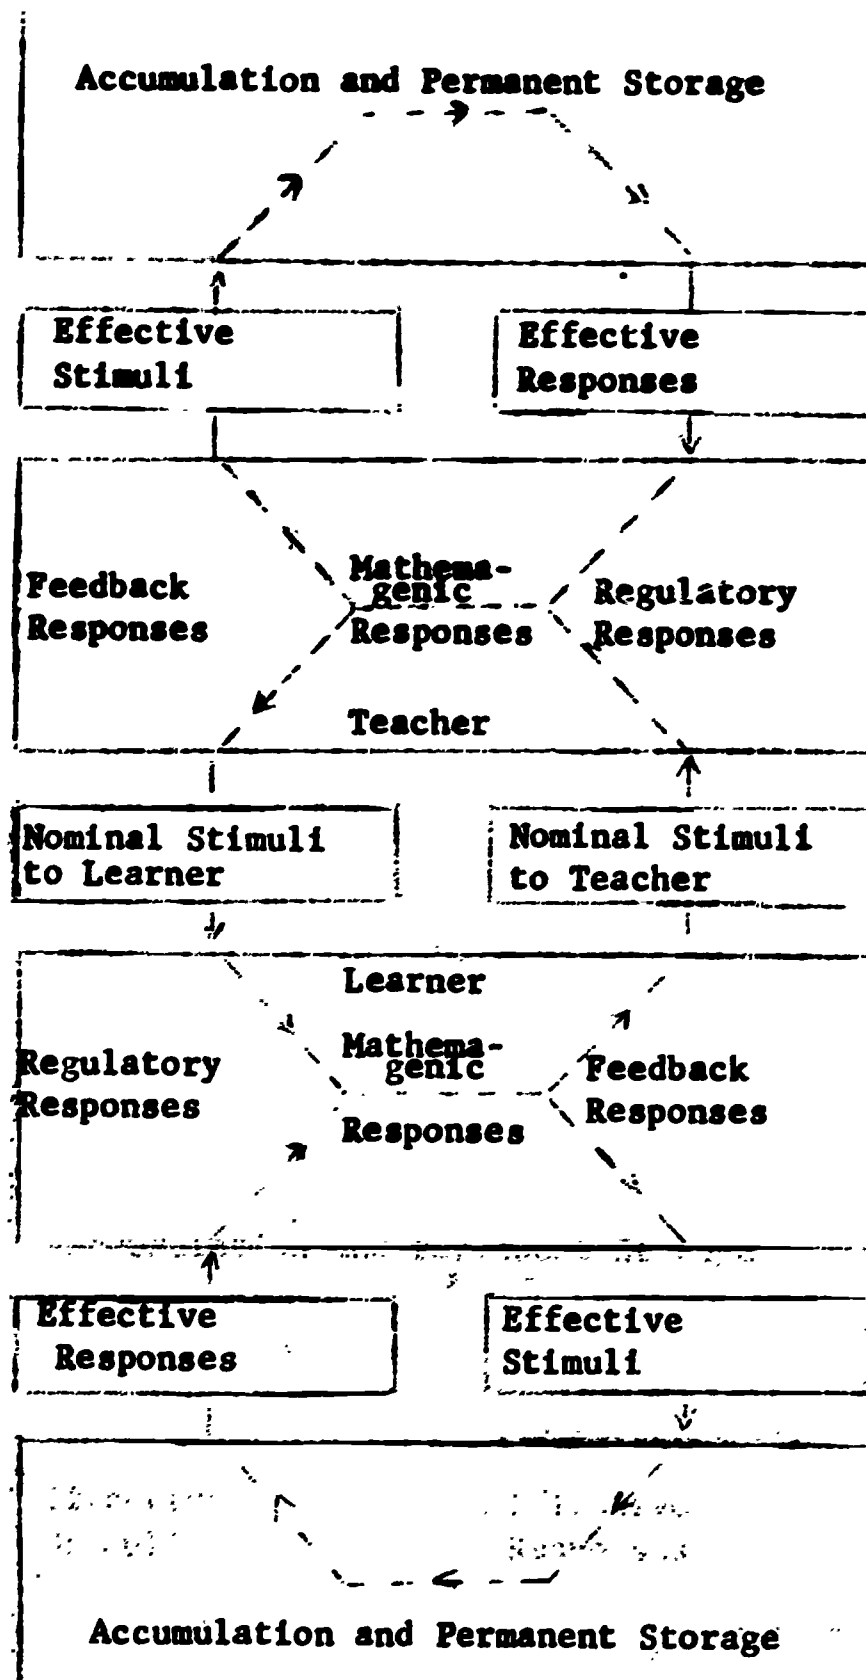 Accumulation and Permanent Storage
Effective
Stimuli
Effective
Responses
Feedback
Responses
Mathema-
genic
Responses
Regulatory
Responses
Teacher
Nominal Stimuli
to Learner
Nominal Stimuli
to Teacher
Learner
Regulatory
Responses
Mathema-
genic
Responses
Feedback
Responses
Effective
Responses
Effective
Stimuli
Accumulation and Permanent Storage